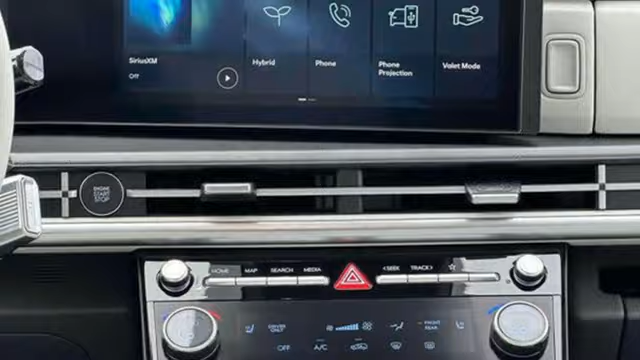 SiriusXM
Off
Hybrid
Phone
Phone
Projection
Valet Mode
ENGINE
START
STOP
HOME MAP SEARCH MEDIA <SEEK TRACK>
DRIVER
ONLY
FRONT
REAR
OFF A/C